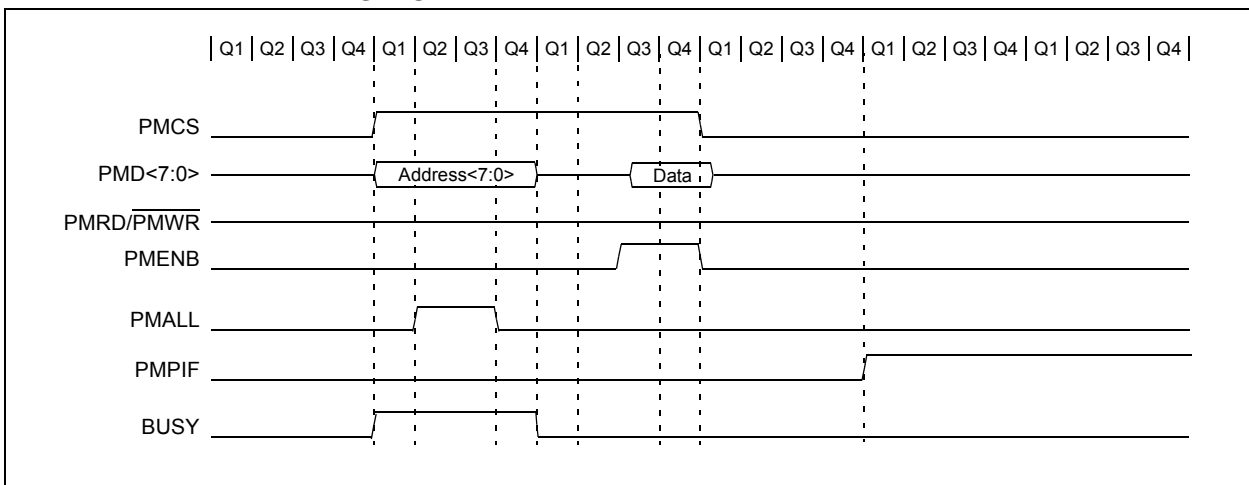 Q1 Q2 Q3 Q4 Q1 Q2 Q3 Q4 Q1 Q2 Q3 Q4 Q1 Q2 Q3 Q4 Q1 Q2 Q3 Q4 Q1 Q2 Q3 Q4
PMCS
PMD<7:0> Address<7:0> Data
PMRD/PMWR
PMENB
PMALL
PMPIF
BUSY